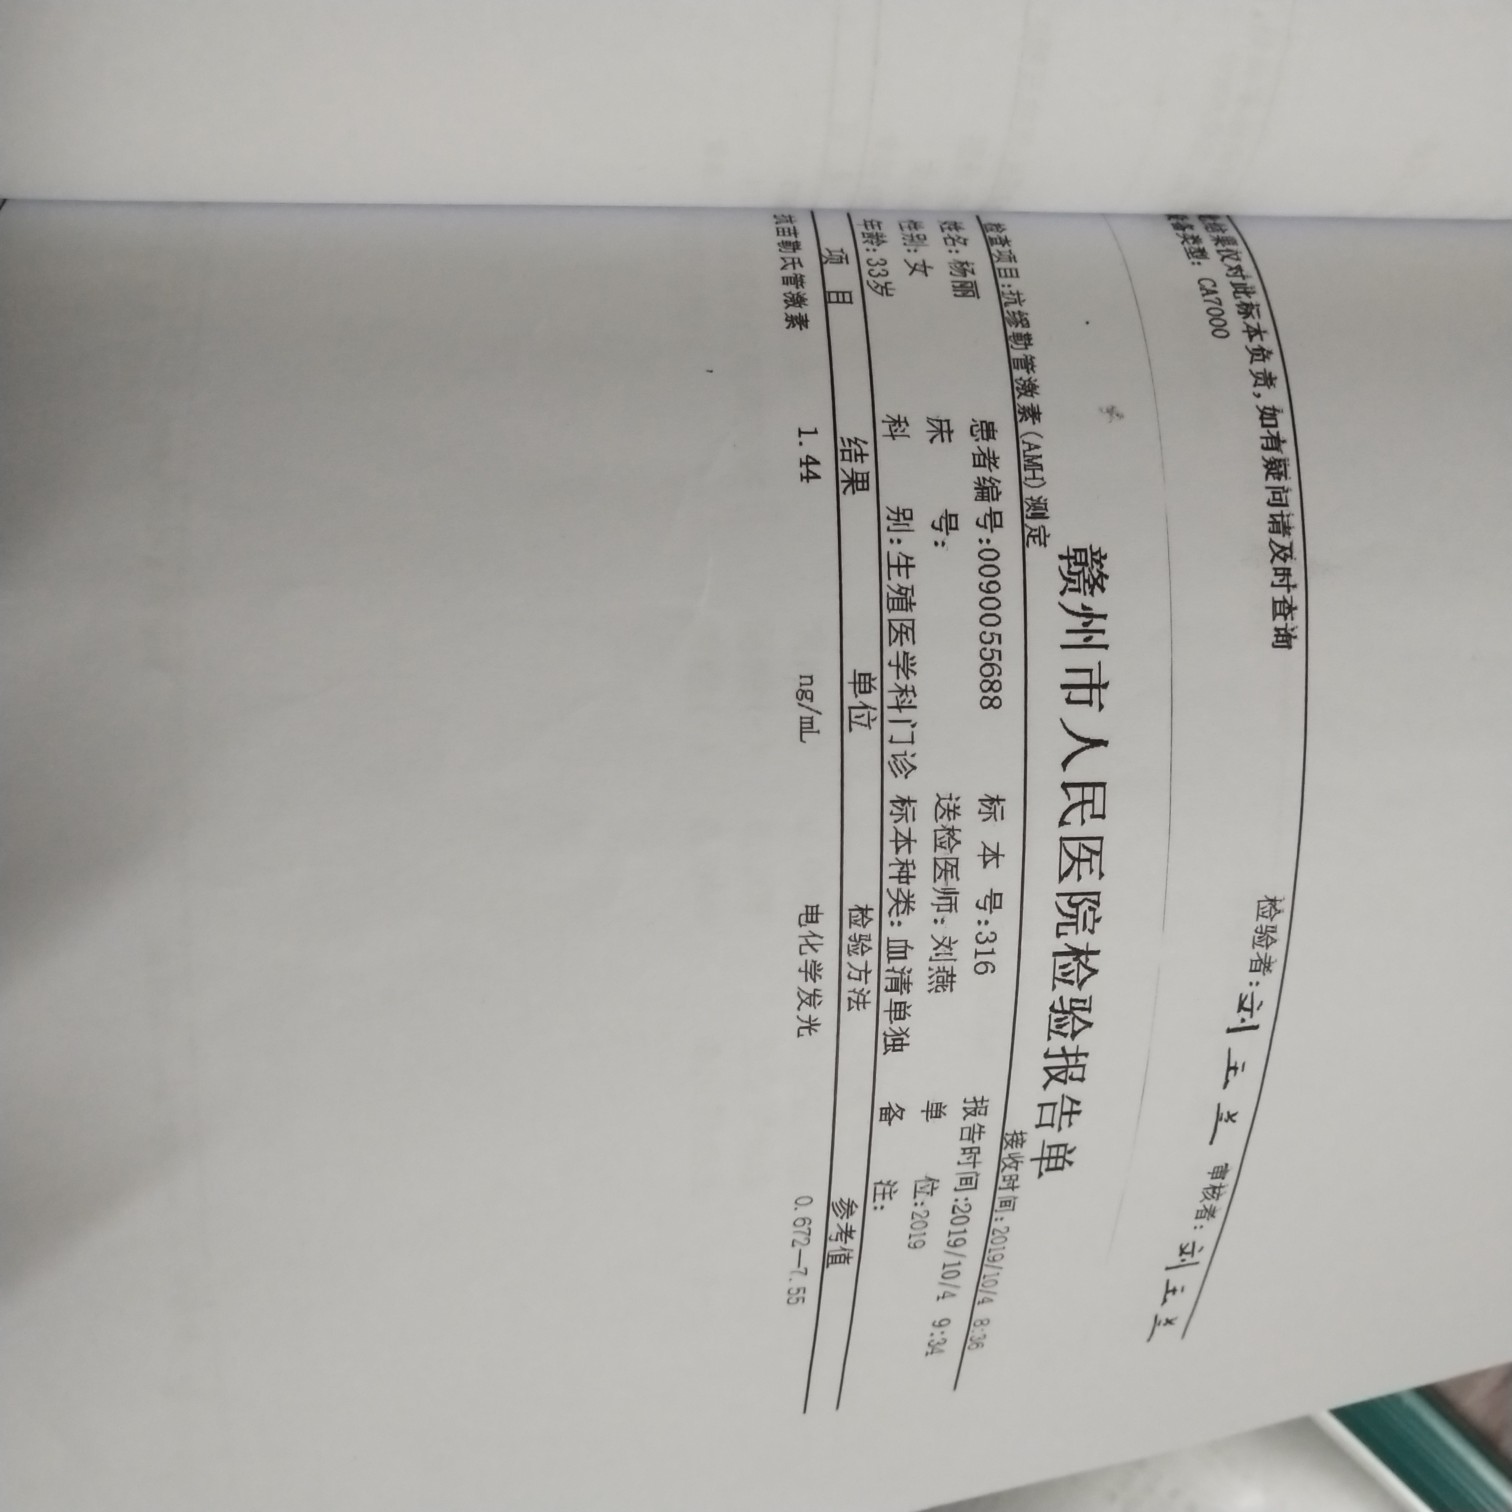 此结果仅对此标本负责,如有疑问请及时查询 检验者:刘玉兰 审核者:刘玉兰
设备类型: CA7000
赣州市人民医院检验报告单
检查项目:抗缪勒管激素(AMH)测定 接收时间:2019/10/4 8:36
姓名:杨丽 患者编号:009005688 标 本 号:316 报告时间:2019/10/4 9:34
性别:女 床 号: 送检医师:刘燕 单 位:2019
年龄:33岁 科 别:生殖医学科门诊 标本种类:血清单独 备 注:
项 目 结果 单位 检验方法 参考值
抗苗勒氏管激素 1.44 ng/mL 电化学发光 0.672—7.55